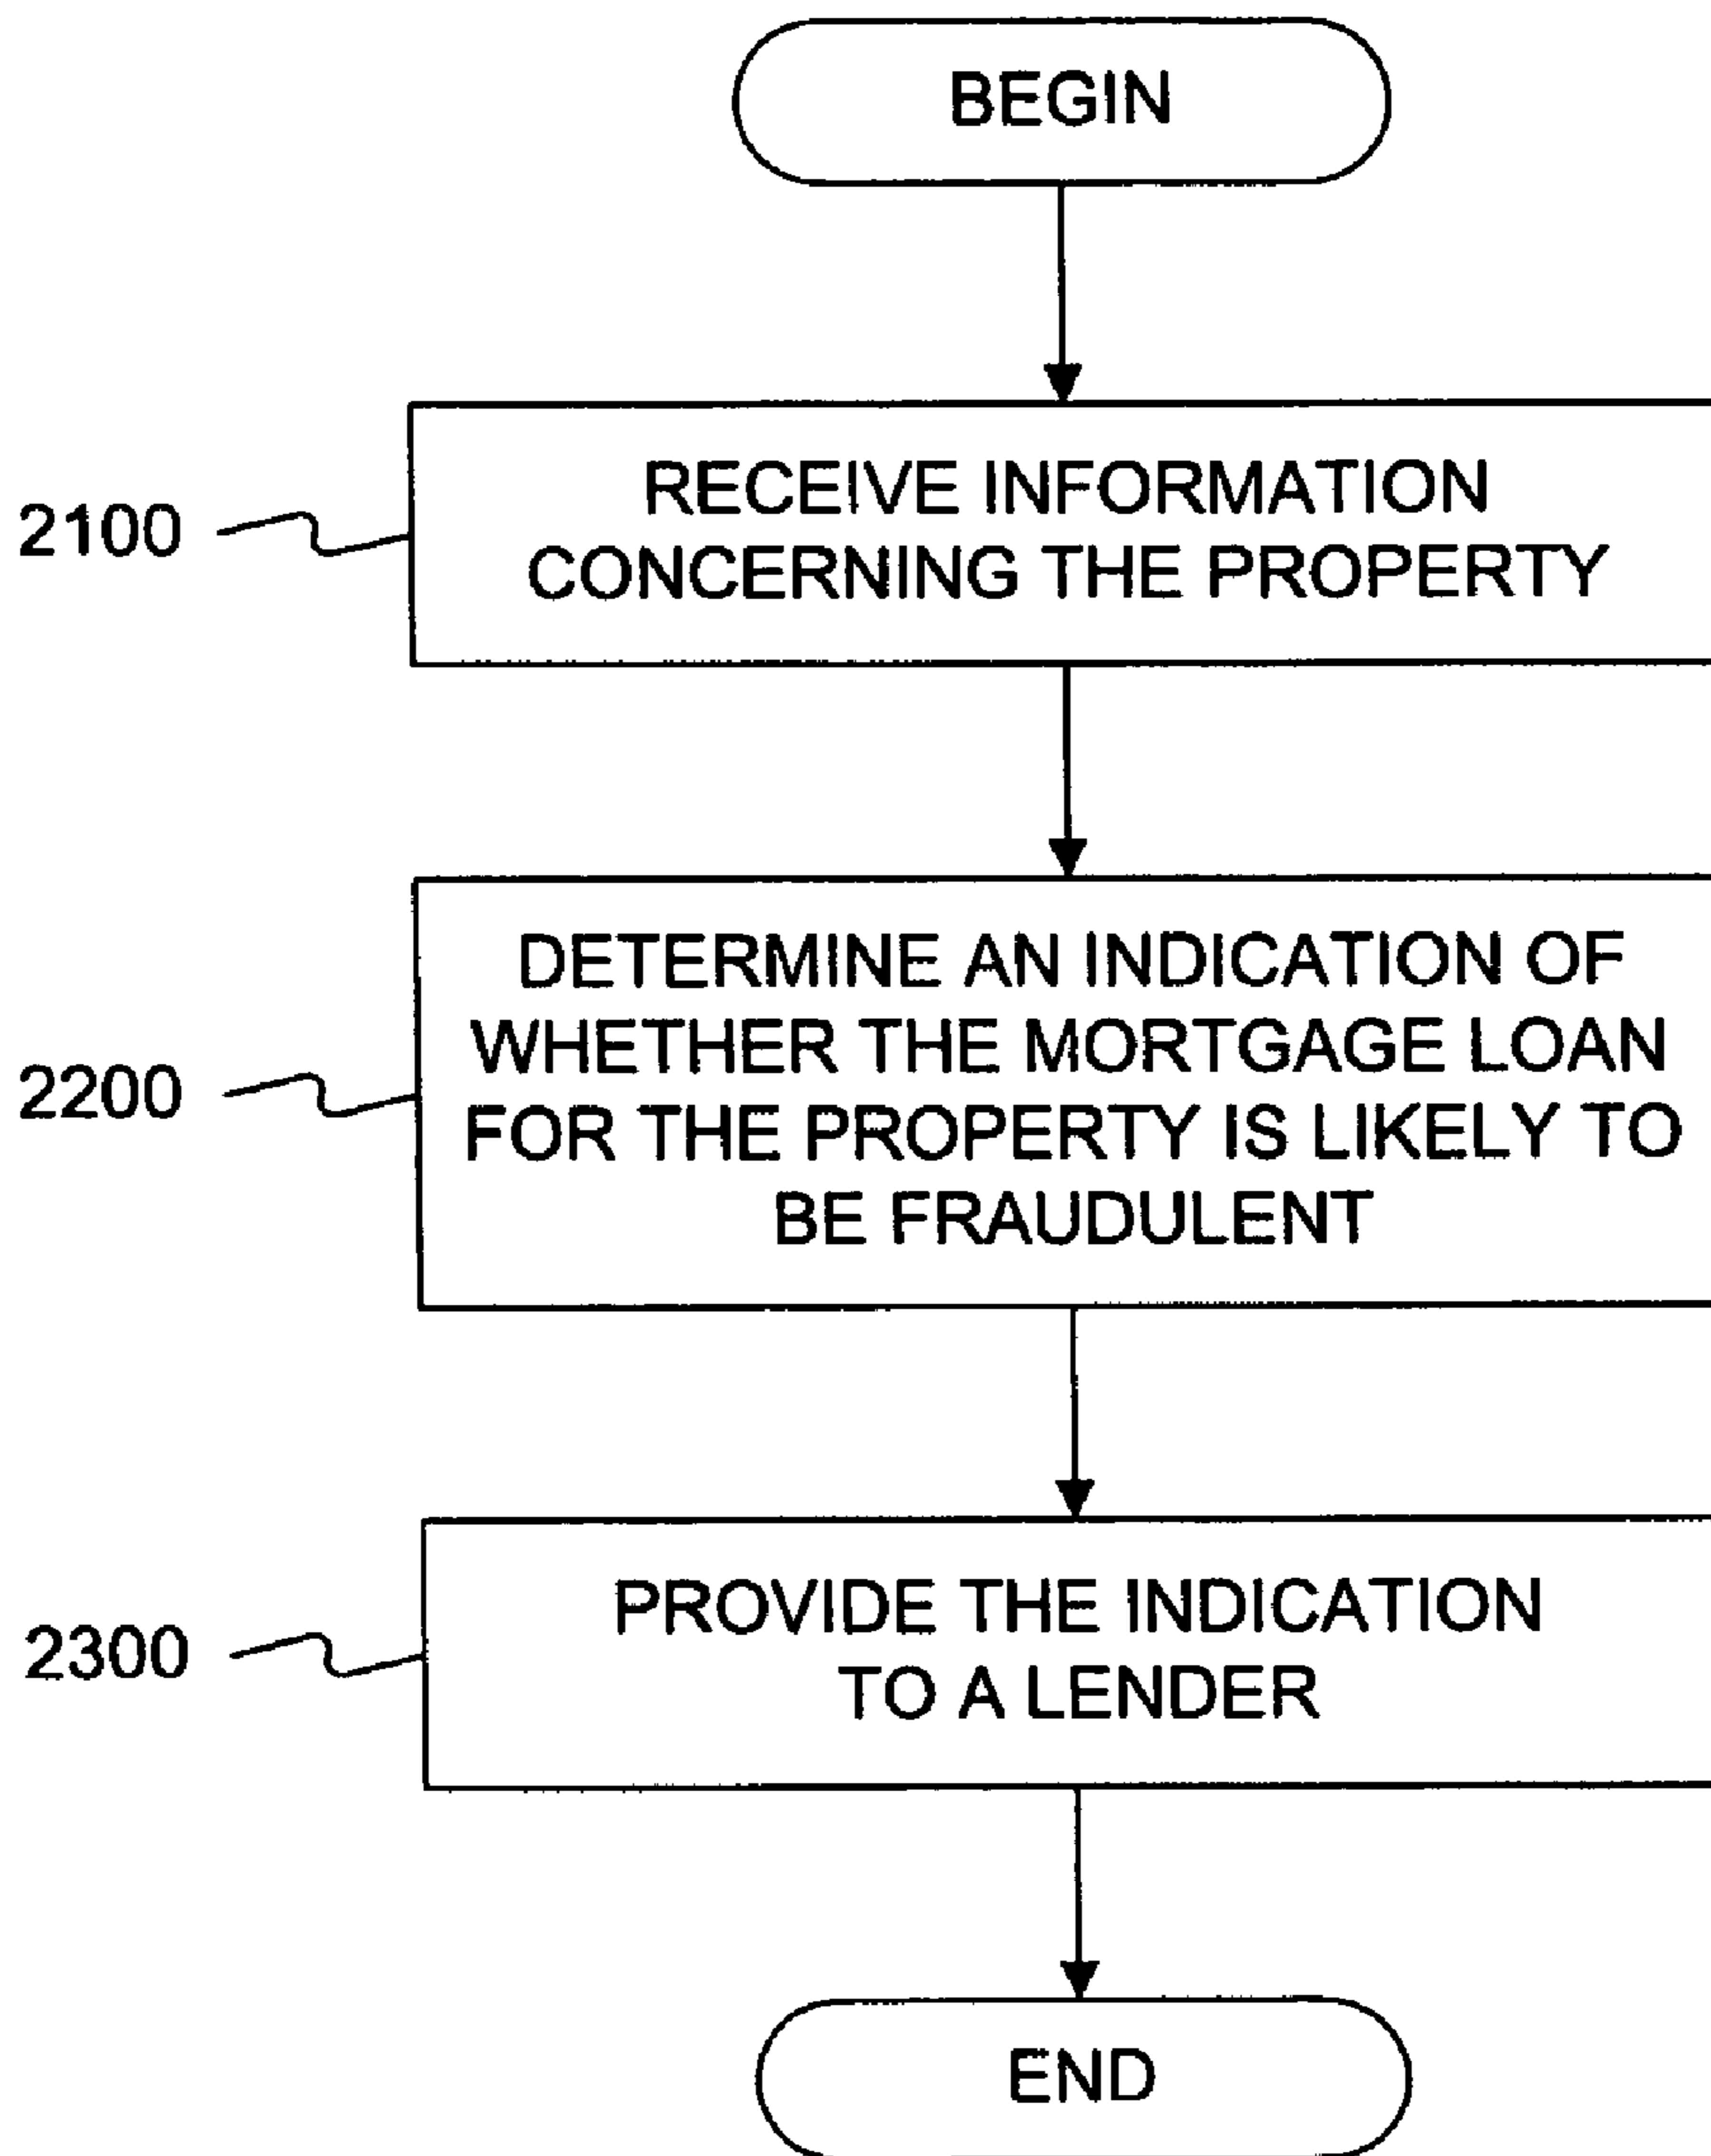 BEGIN
RECEIVE INFORMATION
CONCERNING THE PROPERTY
2100
DETERMINE AN INDICATION OF
WHETHER THE MORTGAGE LOAN
FOR THE PROPERTY IS LIKELY TO
BE FRAUDULENT
2200
PROVIDE THE INDICATION
TO A LENDER
2300
END